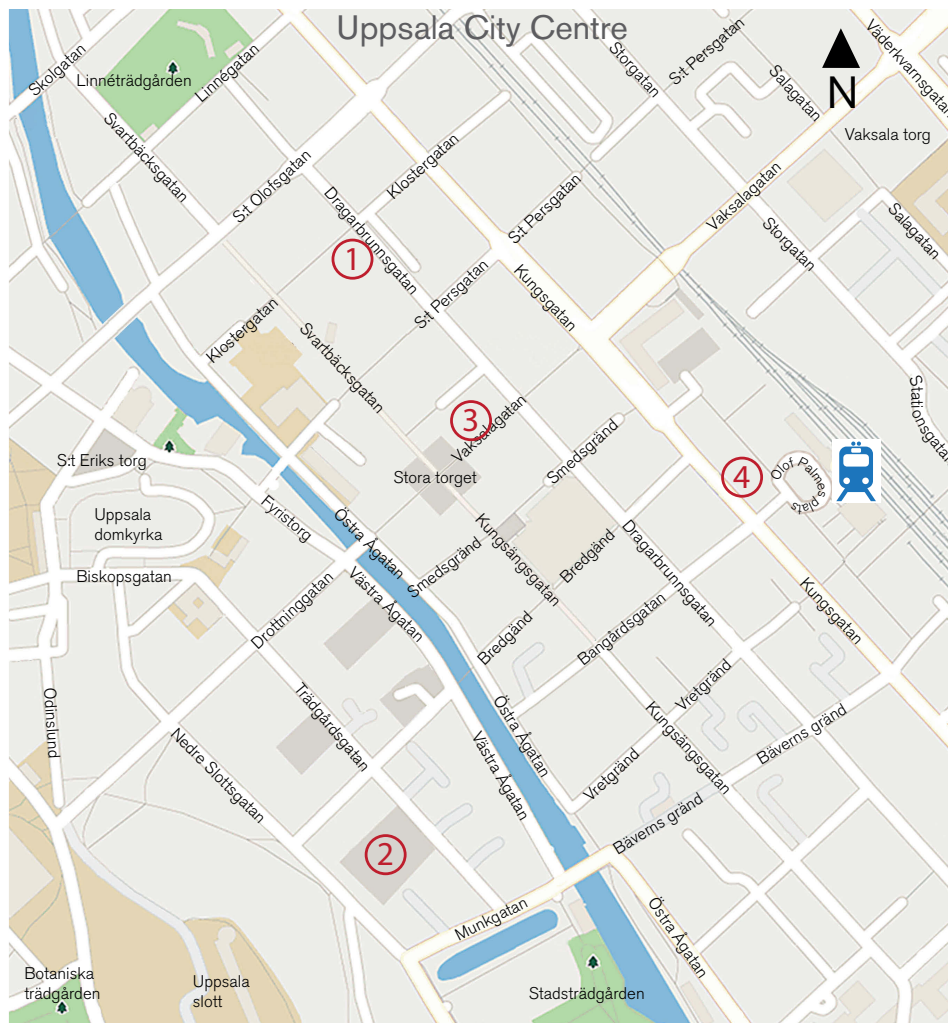 Uppsala City Centre
N
Linnéträdgården
Skolgatan
Linnégatan
Svartbäcksgatan
S:t Olofsgatan
Dragarbrunnsgatan
Klostergatan
Storgatan
S:t Persgatan
Salagatan
Väderkvarnsgatan
Vaksala torg
Vaksalagatan
S:t Persgatan
Storgatan
Salagatan
1
S:t Persgatan
Kungsgatan
Klostergatan
Svartbäcksgatan
3
Vaksalagatan
Stationsgatan
S:t Eriks torg
Stora torget
Smedsgränd
4
Olof Palmes plats
Uppsala
domkyrka
Fyristorg
Östra Ågatan
Smedsgränd
Kungsängsgatan
Bredgänd
Dragarbrunnsgatan
Biskopsgatan
Västra Ågatan
Drottninggatan
Bredgänd
Bangårdsgatan
Kungsgatan
Odinslund
Trädgårdsgatan
Nedre Slottsgatan
Östra Ågatan
Västra Ågatan
Vretgränd
Vretgränd
Kungsängsgatan
Bäverns gränd
Bäverns gränd
2
Munkgatan
Östra Ågatan
Botaniska
trädgården
Uppsala
slott
Stadsträdgården